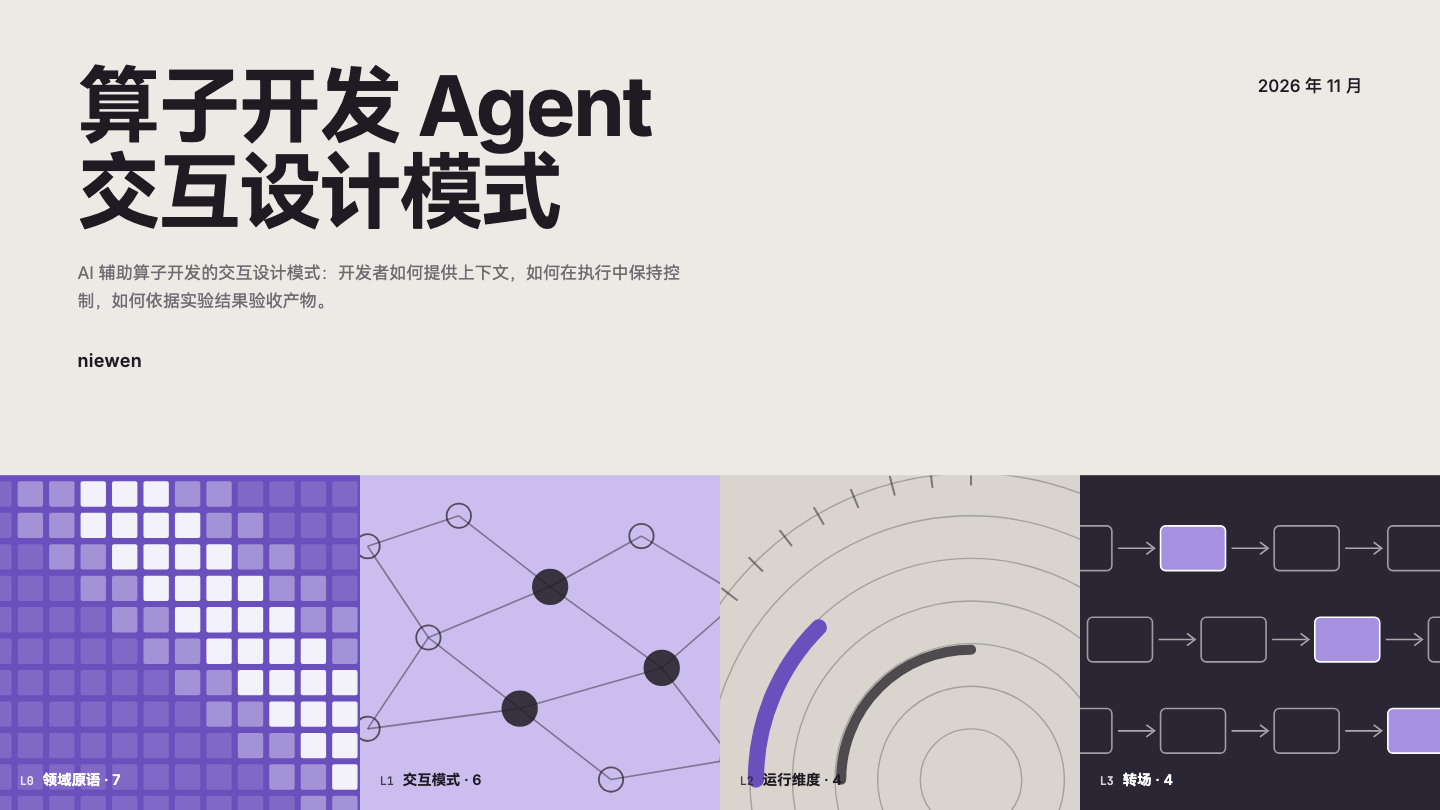 算子开发 Agent
交互设计模式
2026 年 11 月
AI 辅助算子开发的交互设计模式：开发者如何提供上下文，如何在执行中保持控
制，如何依据实验结果验收产物。
niewen
L0 领域原语 · 7
L1 交互模式 · 6
L2 运行维度 · 4
L3 转场 · 4